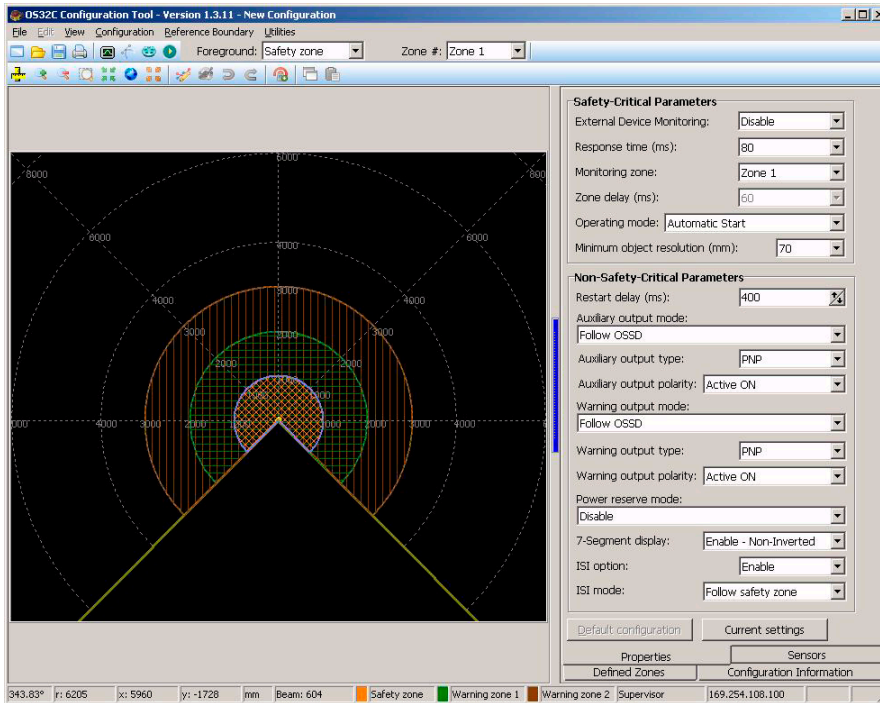 OS32C Configuration Tool - Version 1.3.11 - New Configuration
File Edit View Configuration Reference Boundary Utilities
Foreground: Safety zone Zone #: Zone 1
Safety-Critical Parameters
External Device Monitoring: Disable
Response time (ms): 80
Monitoring zone: Zone 1
Zone delay (ms): 60
Operating mode: Automatic Start
Minimum object resolution (mm): 70
Non-Safety-Critical Parameters
Restart delay (ms): 400
Auxiliary output mode:
Follow OSSD
Auxiliary output type: PNP
Auxiliary output polarity: Active ON
Warning output mode:
Follow OSSD
Warning output type: PNP
Warning output polarity: Active ON
Power reserve mode:
Disable
7-Segment display: Enable - Non-Inverted
ISI option: Enable
ISI mode: Follow safety zone
Default configuration Current settings
Properties Sensors
Defined Zones Configuration Information
6000
8000 800
6000 6000
4000
4000 3000 4000
3000 2000 3000
2000 2000
1000 1000
000 4000 3000 2000 1000 1000 2000 3000 4000
343.83° r: 6205 x: 5960 y: -1728 mm Beam: 604 Safety zone Warning zone 1 Warning zone 2 Supervisor 169.254.108.100